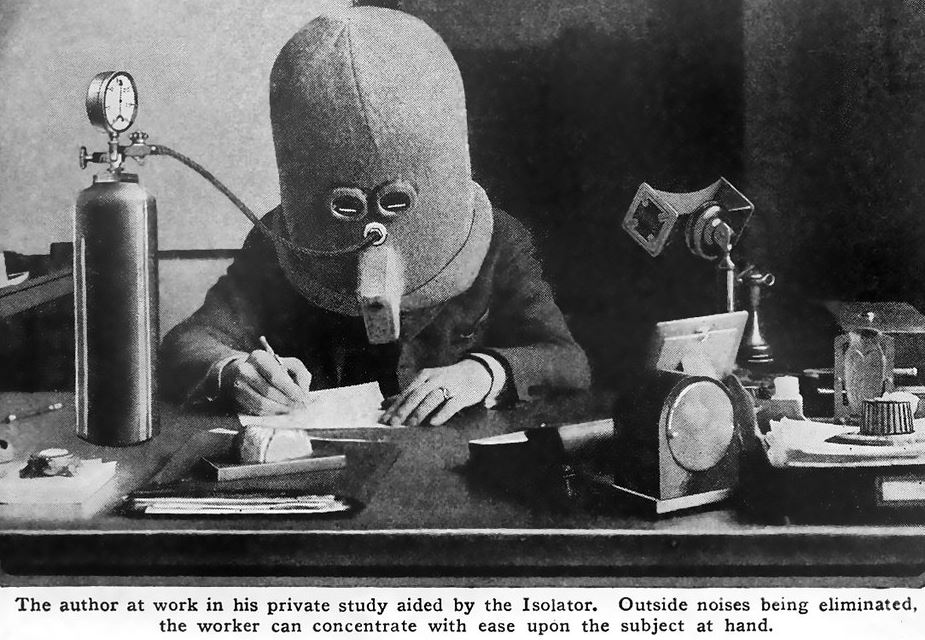 The author at work in his private study aided by the Isolator. Outside noises being eliminated,
the worker can concentrate with ease upon the subject at hand.